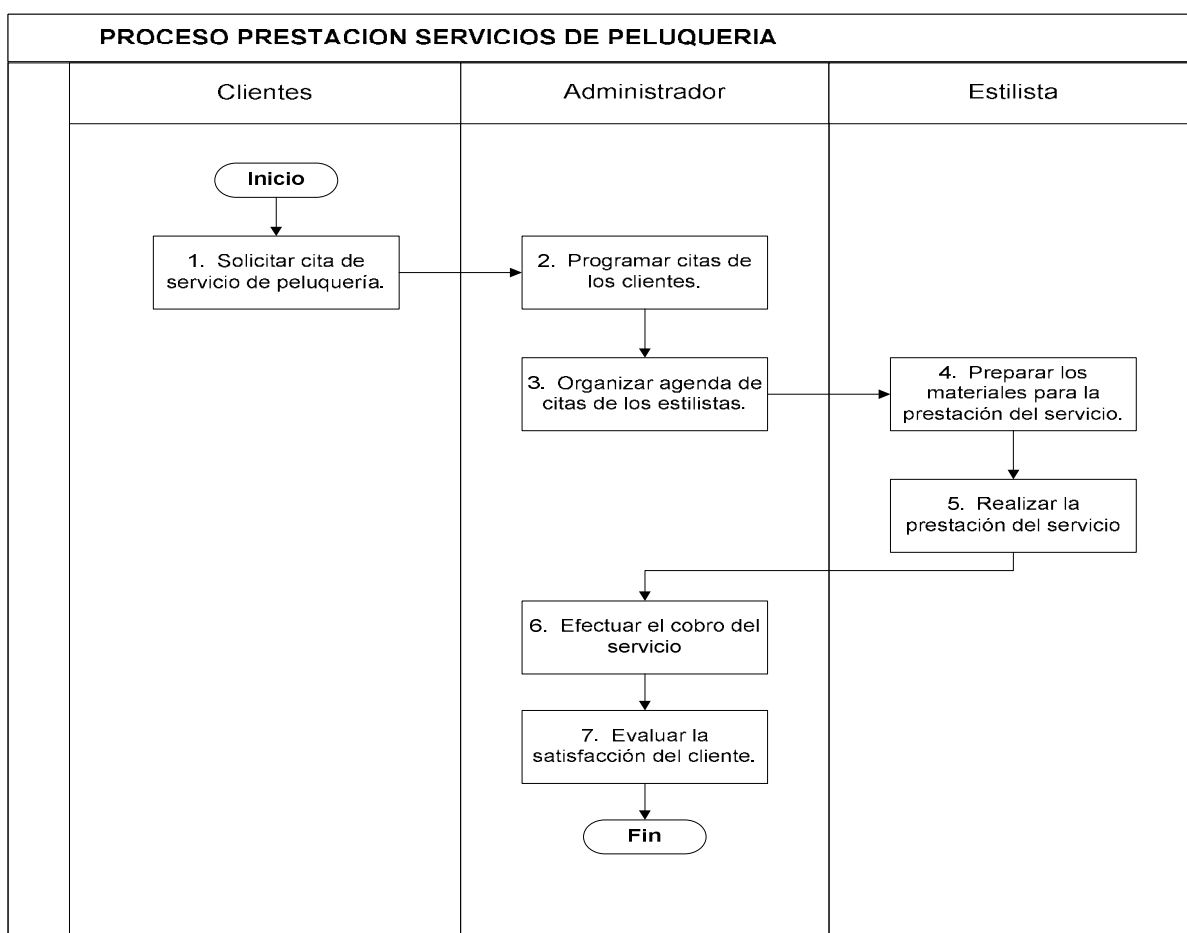 PROCESO PRESTACION SERVICIOS DE PELUQUERIA
Clientes
Administrador
Estilista
Inicio
1. Solicitar cita de
servicio de peluquería.
2. Programar citas de
los clientes.
3. Organizar agenda de
citas de los estilistas.
4. Preparar los
materiales para la
prestación del servicio.
5. Realizar la
prestación del servicio
6. Efectuar el cobro del
servicio
7. Evaluar la
satisfacción del cliente.
Fin